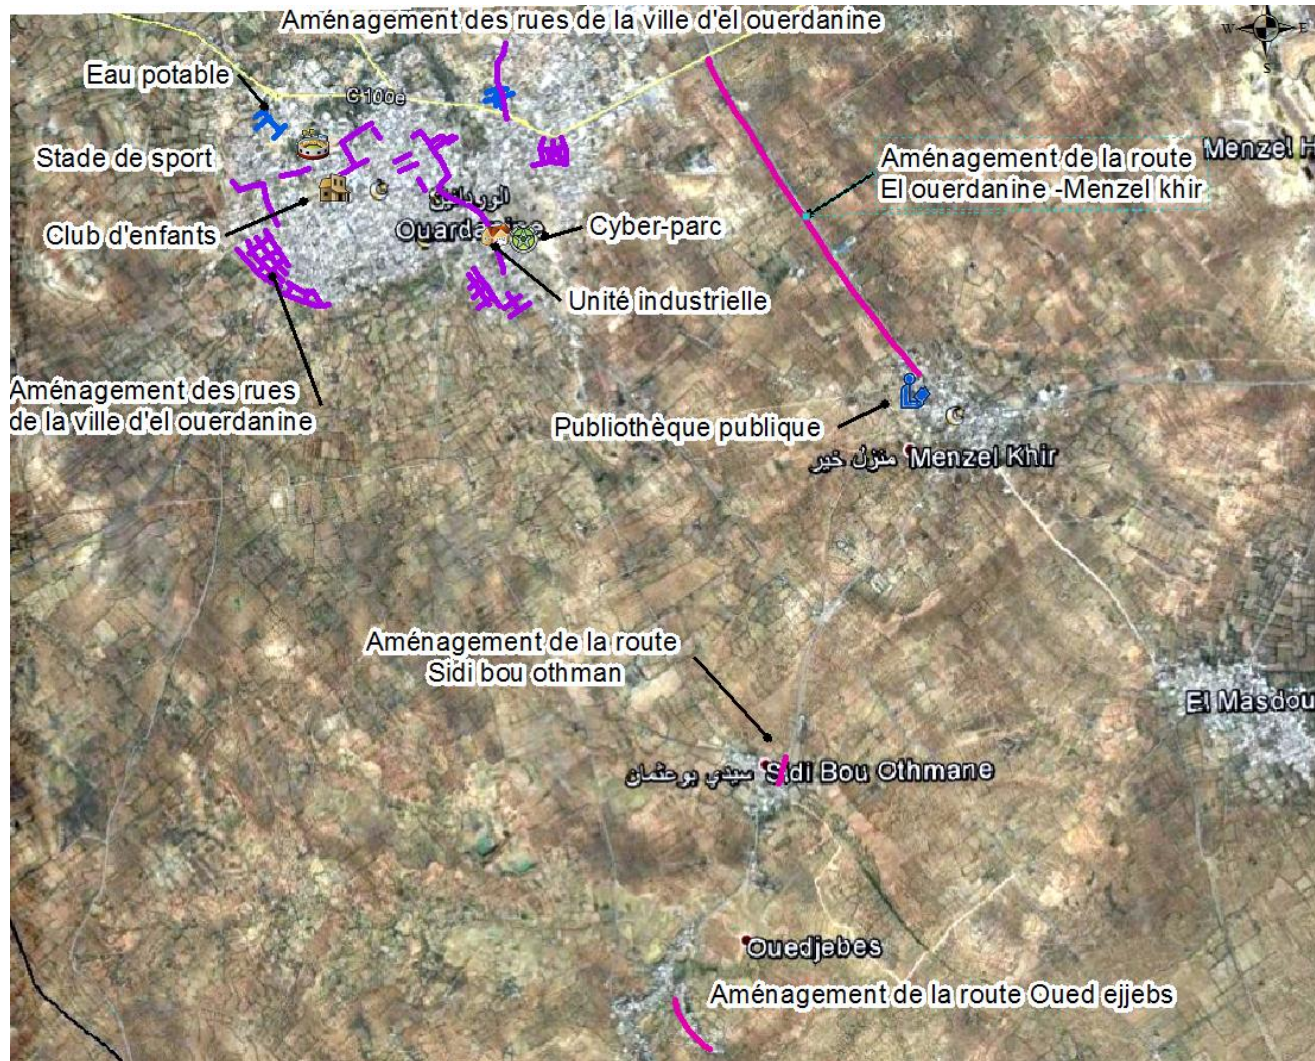 Aménagement des rues de la ville d'el ouerdanine
W E
S
Eau potable
C 100e
Stade de sport
Menzel H
Aménagement de la route
El ouerdanine -Menzel khir
الوردانين
Ouardanine
Club d'enfants
Cyber-parc
Unité industrielle
Aménagement des rues
de la ville d'el ouerdanine
Publiothèque publique
منزل خير Menzel Khir
Aménagement de la route
Sidi bou othman
El Masdou
سيدي بوعثمان Sidi Bou Othmane
Ouedjebes
Aménagement de la route Oued ejjebs